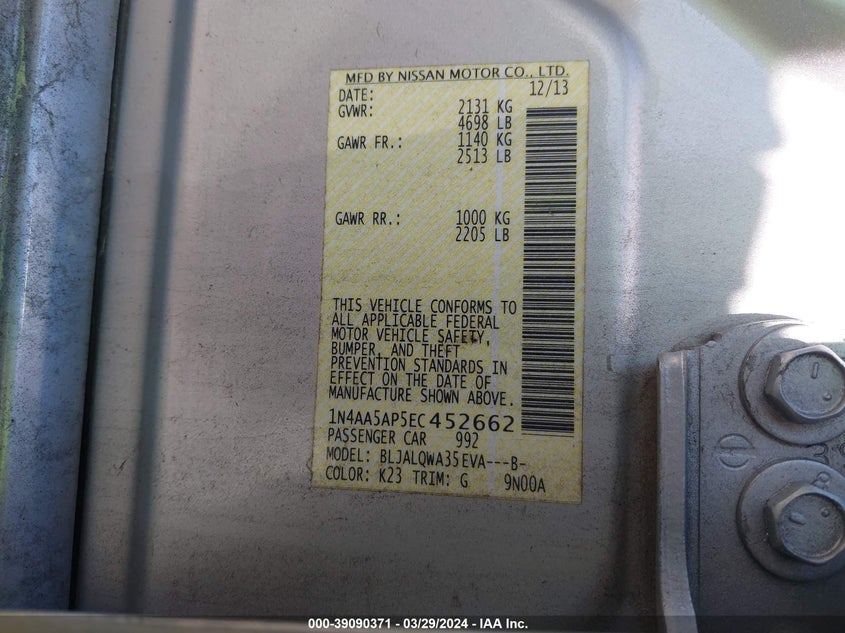 MFD BY NISSAN MOTOR CO., LTD.
DATE: 12/13
GVWR: 2131 KG
4698 LB
GAWR FR.: 1140 KG
2513 LB
GAWR RR.: 1000 KG
2205 LB
THIS VEHICLE CONFORMS TO
ALL APPLICABLE FEDERAL
MOTOR VEHICLE SAFETY,
BUMPER, AND THEFT
PREVENTION STANDARDS IN
EFFECT ON THE DATE OF
MANUFACTURE SHOWN ABOVE.
1N4AA5AP5EC452662
PASSENGER CAR 992
MODEL: BLJALQWA35EVA---B-
COLOR: K23 TRIM: G 9N00A
000-39090371 - 03/29/2024 - IAA Inc.